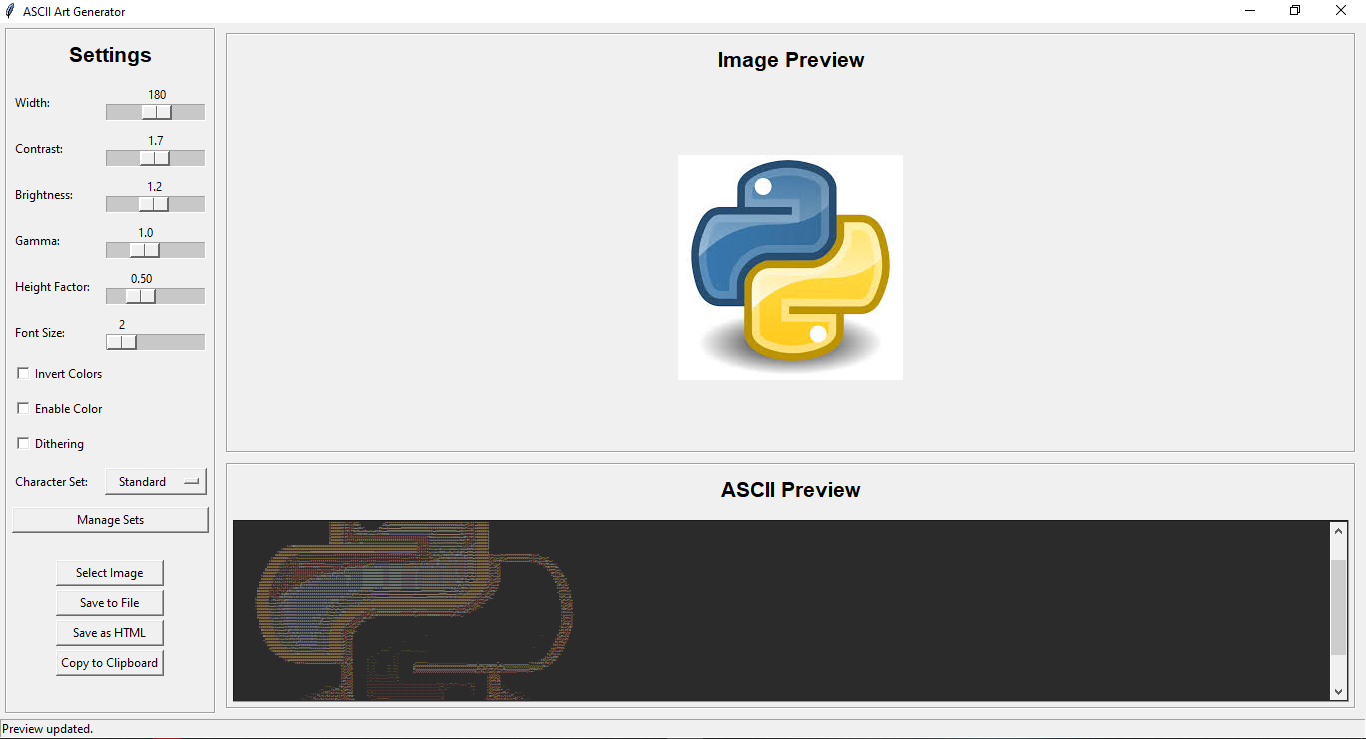 ASCII Art Generator
Settings
Width:
180
Contrast:
1.7
Brightness:
1.2
Gamma:
1.0
Height Factor:
0.50
Font Size:
2
Invert Colors
Enable Color
Dithering
Character Set:
Standard
Manage Sets
Select Image
Save to File
Save as HTML
Copy to Clipboard
Image Preview
ASCII Preview
Preview updated.